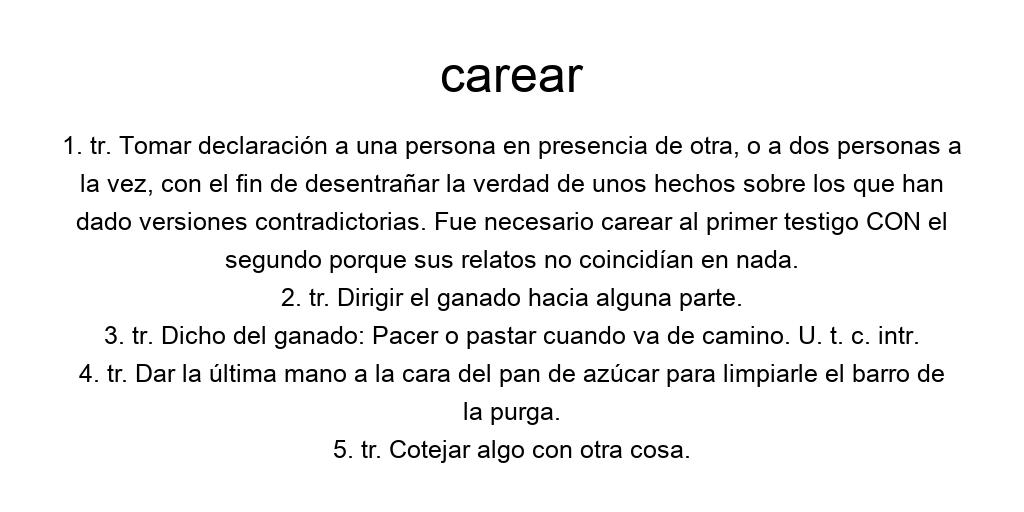 carear
1. tr. Tomar declaración a una persona en presencia de otra, o a dos personas a
la vez, con el fin de desentrañar la verdad de unos hechos sobre los que han
dado versiones contradictorias. Fue necesario carear al primer testigo CON el
segundo porque sus relatos no coincidían en nada.
2. tr. Dirigir el ganado hacia alguna parte.
3. tr. Dicho del ganado: Pacer o pastar cuando va de camino. U. t. c. intr.
4. tr. Dar la última mano a la cara del pan de azúcar para limpiarle el barro de
la purga.
5. tr. Cotejar algo con otra cosa.